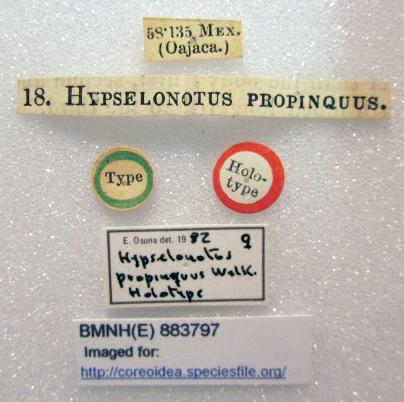 58·135 MEX.
(Oajaca.)
18. HYPSELONOTUS PROPINQUUS.
Type
Holo-
type
E. Osuna det. 1982 ♀
Hypselonotus
propinquus Walk.
Holotype
BMNH(E) 883797
Imaged for:
http://coreoidea.speciesfile.org/